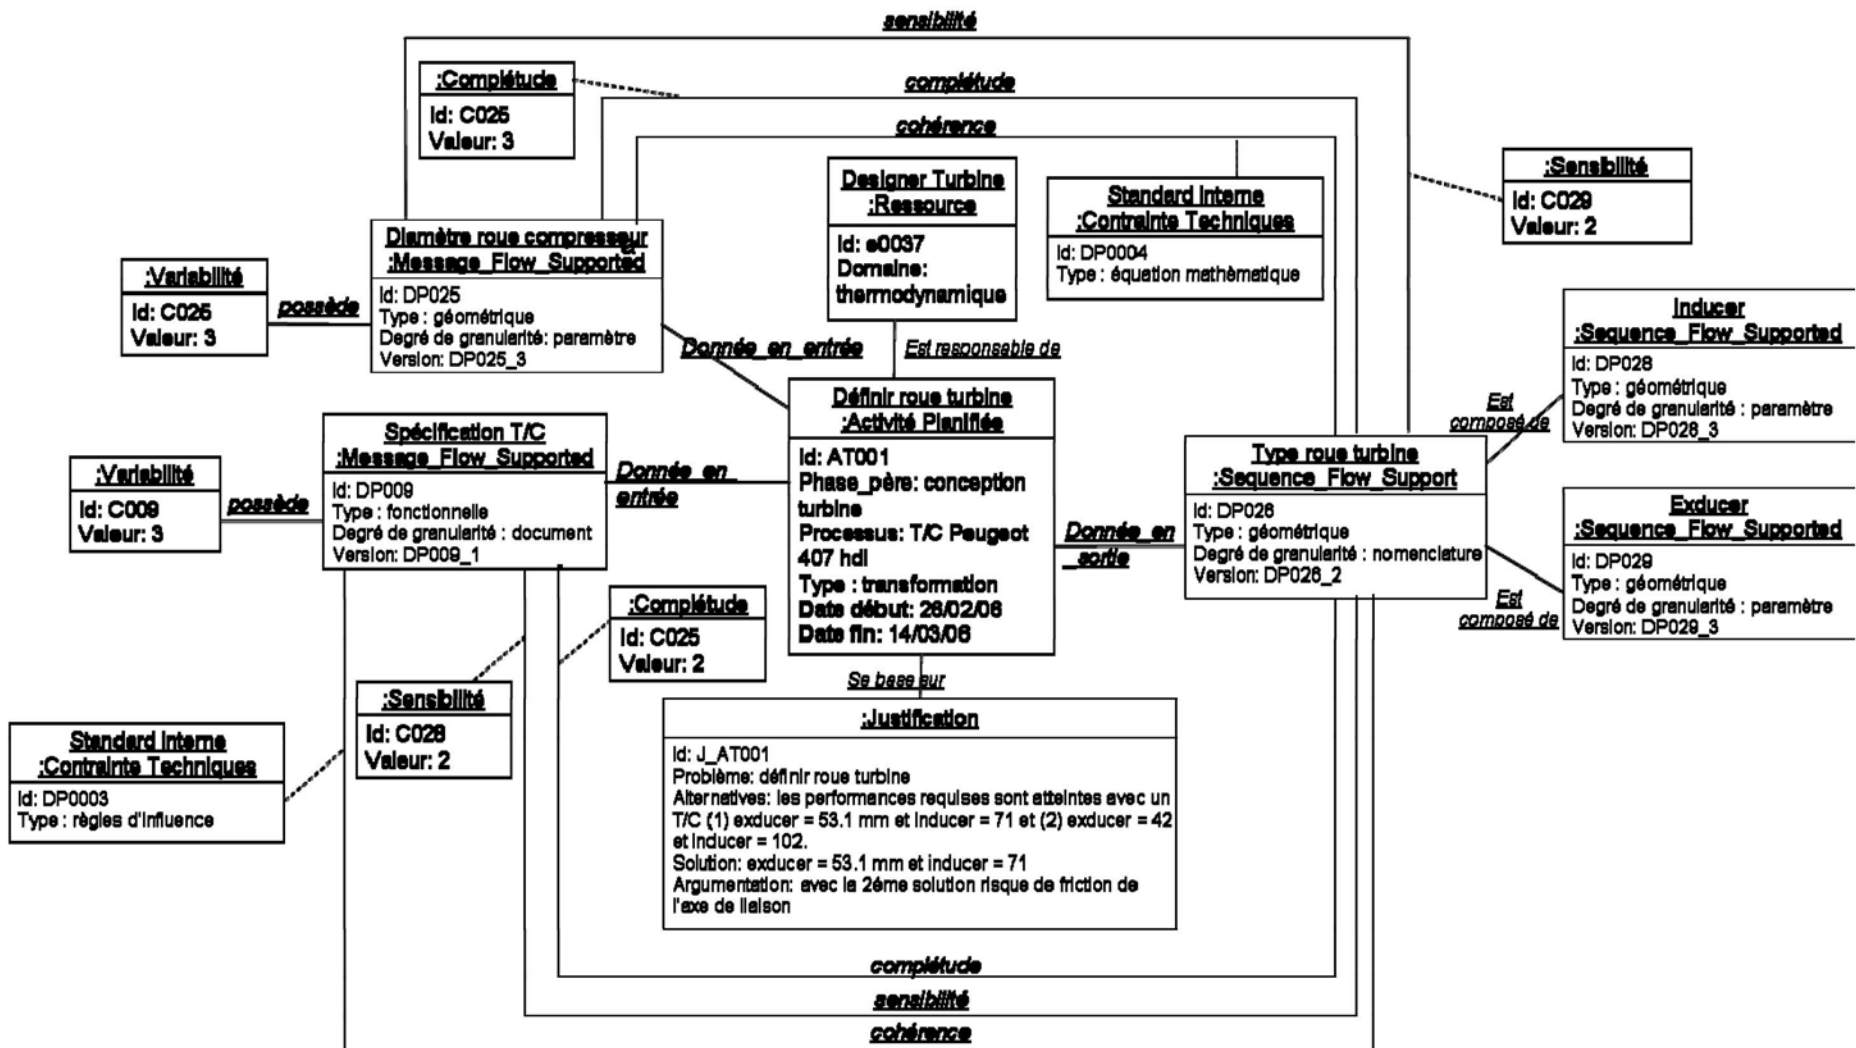 sensibilité
:Complétude
Id: C025
Valeur: 3
complétude
cohérence
Designer Turbine
:Ressource
Id: e0037
Domaine:
thermodynamique
Standard interne
:Contrainte Techniques
Id: DP0004
Type : équation mathèmatique
:Sensibilité
Id: C029
Valeur: 2
Diamètre roue compresseur
:Message_Flow_Supported
Id: DP025
Type : géométrique
Degré de granularité: paramètre
Version: DP025_3
:Variabilité
Id: C025
Valeur: 3
possède
Donnée_en_entrée
Est responsable de
Inducer
:Sequence_Flow_Supported
Id: DP028
Type : géométrique
Degré de granularité : paramètre
Version: DP028_3
Est
composé de
Définir roue turbine
:Activité Planifiée
Id: AT001
Phase_père: conception
turbine
Processus: T/C Peugeot
407 hdi
Type : transformation
Date début: 26/02/06
Date fin: 14/03/06
Spécification T/C
:Message_Flow_Supported
Id: DP009
Type : fonctionnelle
Degré de granularité : document
Version: DP009_1
:Variabilité
Id: C009
Valeur: 3
possède
Donnée_en_
entrée
Type roue turbine
:Sequence_Flow_Support
Id: DP026
Type : géométrique
Degré de granularité : nomenclature
Version: DP026_2
Donnée_en
_sortie
Exducer
:Sequence_Flow_Supported
Id: DP029
Type : géométrique
Degré de granularité : paramètre
Version: DP029_3
Est
composé de
:Complétude
Id: C025
Valeur: 2
:Sensibilité
Id: C028
Valeur: 2
Standard interne
:Contrainte Techniques
Id: DP0003
Type : règles d'influence
Se base sur
:Justification
Id: J_AT001
Problème: définir roue turbine
Alternatives: les performances requises sont atteintes avec un
T/C (1) exducer = 53.1 mm et inducer = 71 et (2) exducer = 42
et inducer = 102.
Solution: exducer = 53.1 mm et inducer = 71
Argumentation: avec la 2éme solution risque de friction de
l'axe de liaison
complétude
sensibilité
cohérence